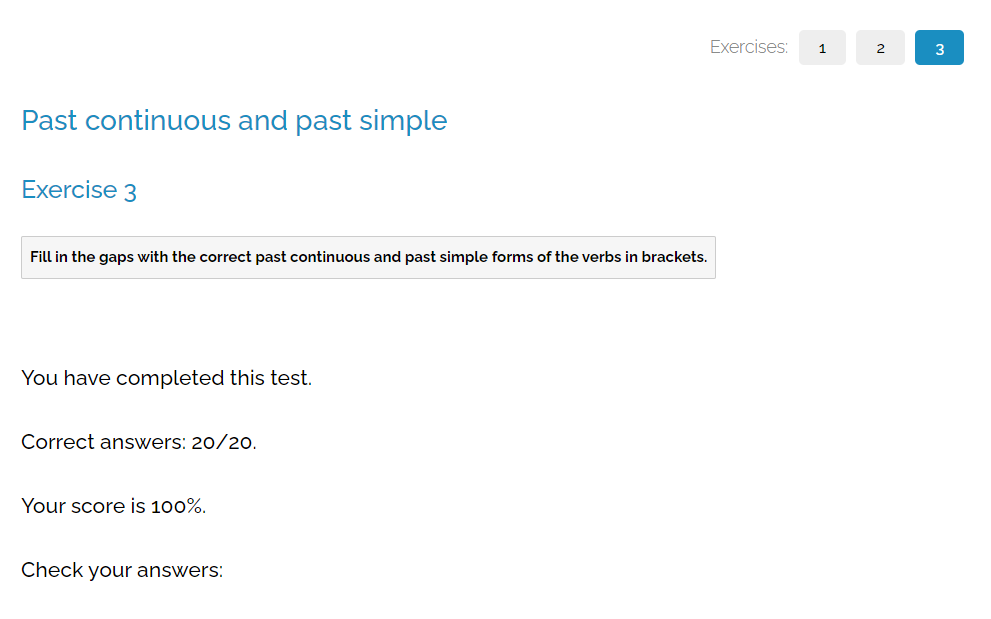 Exercises: 1 2 3
Past continuous and past simple
Exercise 3
Fill in the gaps with the correct past continuous and past simple forms of the verbs in brackets.
You have completed this test.
Correct answers: 20/20.
Your score is 100%.
Check your answers: